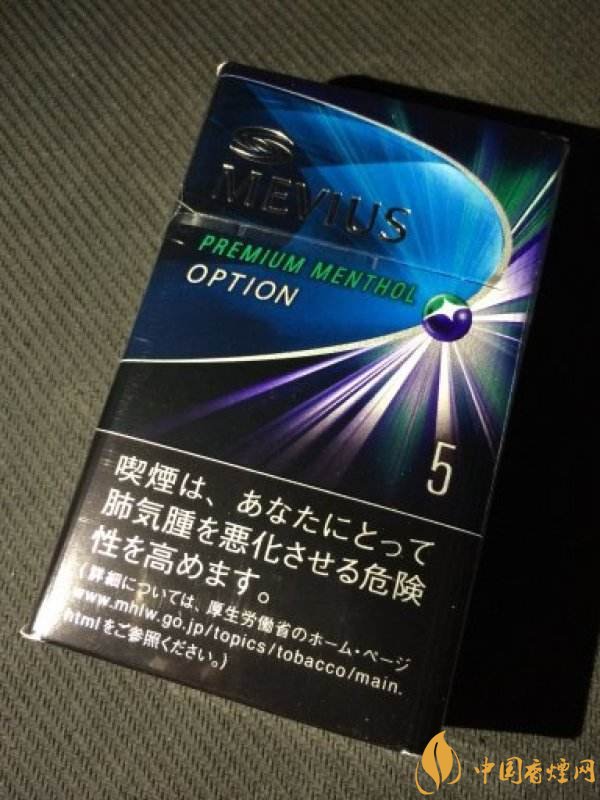 MEVIUS
PREMIUM MENTHOL
OPTION
5
喫煙は、あなたにとって
肺気腫を悪化させる危険
性を高めます。
(詳細については、厚生労働省のホーム・ページ
www.mhlw.go.jp/topics/tobacco/main.
htmlをご参照ください。)
中国香烟网